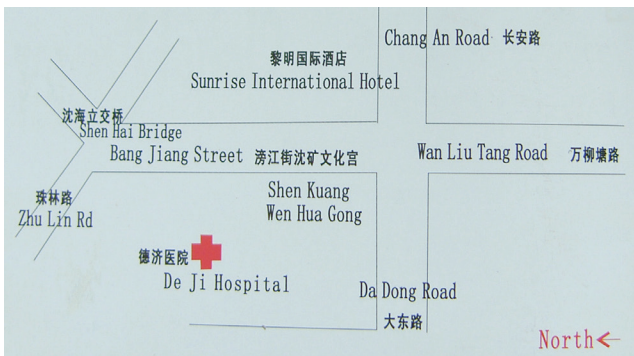 Chang An Road 长安路
黎明国际酒店
Sunrise International Hotel
沈海立交桥
Shen Hai Bridge
Bang Jiang Street 滂江街沈矿文化宫
Wan Liu Tang Road 万柳塘路
Shen Kuang
Wen Hua Gong
珠林路
Zhu Lin Rd
德济医院
De Ji Hospital
Da Dong Road
大东路
North